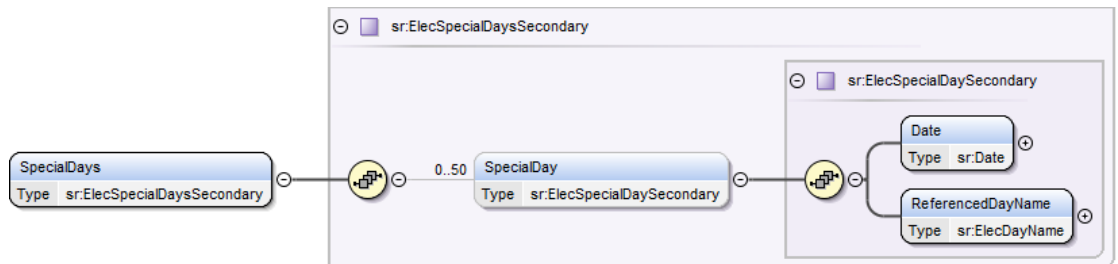 sr:ElecSpecialDaysSecondary
sr:ElecSpecialDaySecondary
SpecialDays
Type sr:ElecSpecialDaysSecondary
0..50
SpecialDay
Type sr:ElecSpecialDaySecondary
Date
Type sr:Date
ReferencedDayName
Type sr:ElecDayName